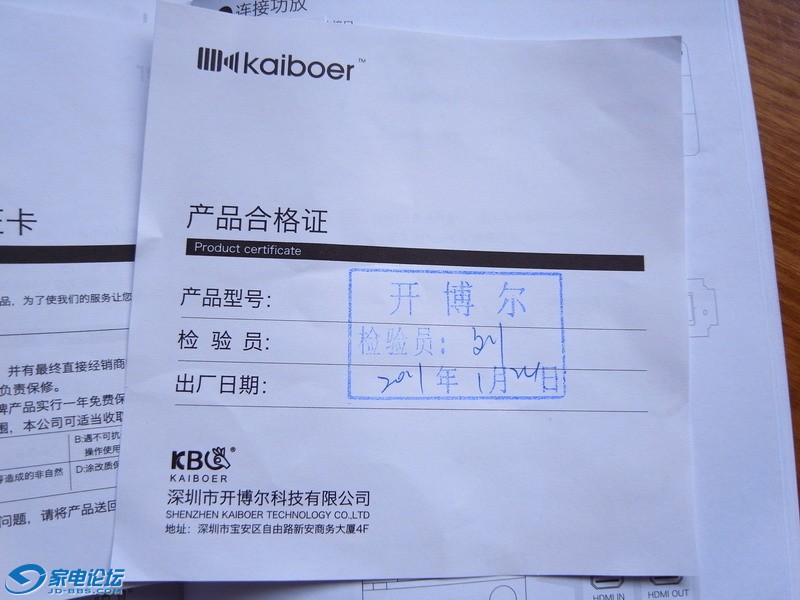 连接功放
kaiboer™
产品合格证
Product certificate
产品型号：
检 验 员：
出厂日期：
开 博 尔
检验员：
年 1月 日
KBO®
KAIBOER
深圳市开博尔科技有限公司
SHENZHEN KAIBOER TECHNOLOGY CO.,LTD
地址：深圳市宝安区自由路新安商务大厦4F
卡
品，为了使我们的服务让您
并有最终直接经销商
负责保修。
牌产品实行一年免费保
围，本公司可适当收取
B:遇不可抗
操作使用
等造成的非自然
D:涂改质保
问题，请将产品送回
HDMI IN
HDMI OUT
家电论坛
JD-BBS.COM